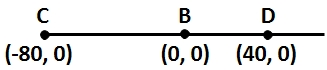 C B D
(-80, 0) (0, 0) (40, 0)